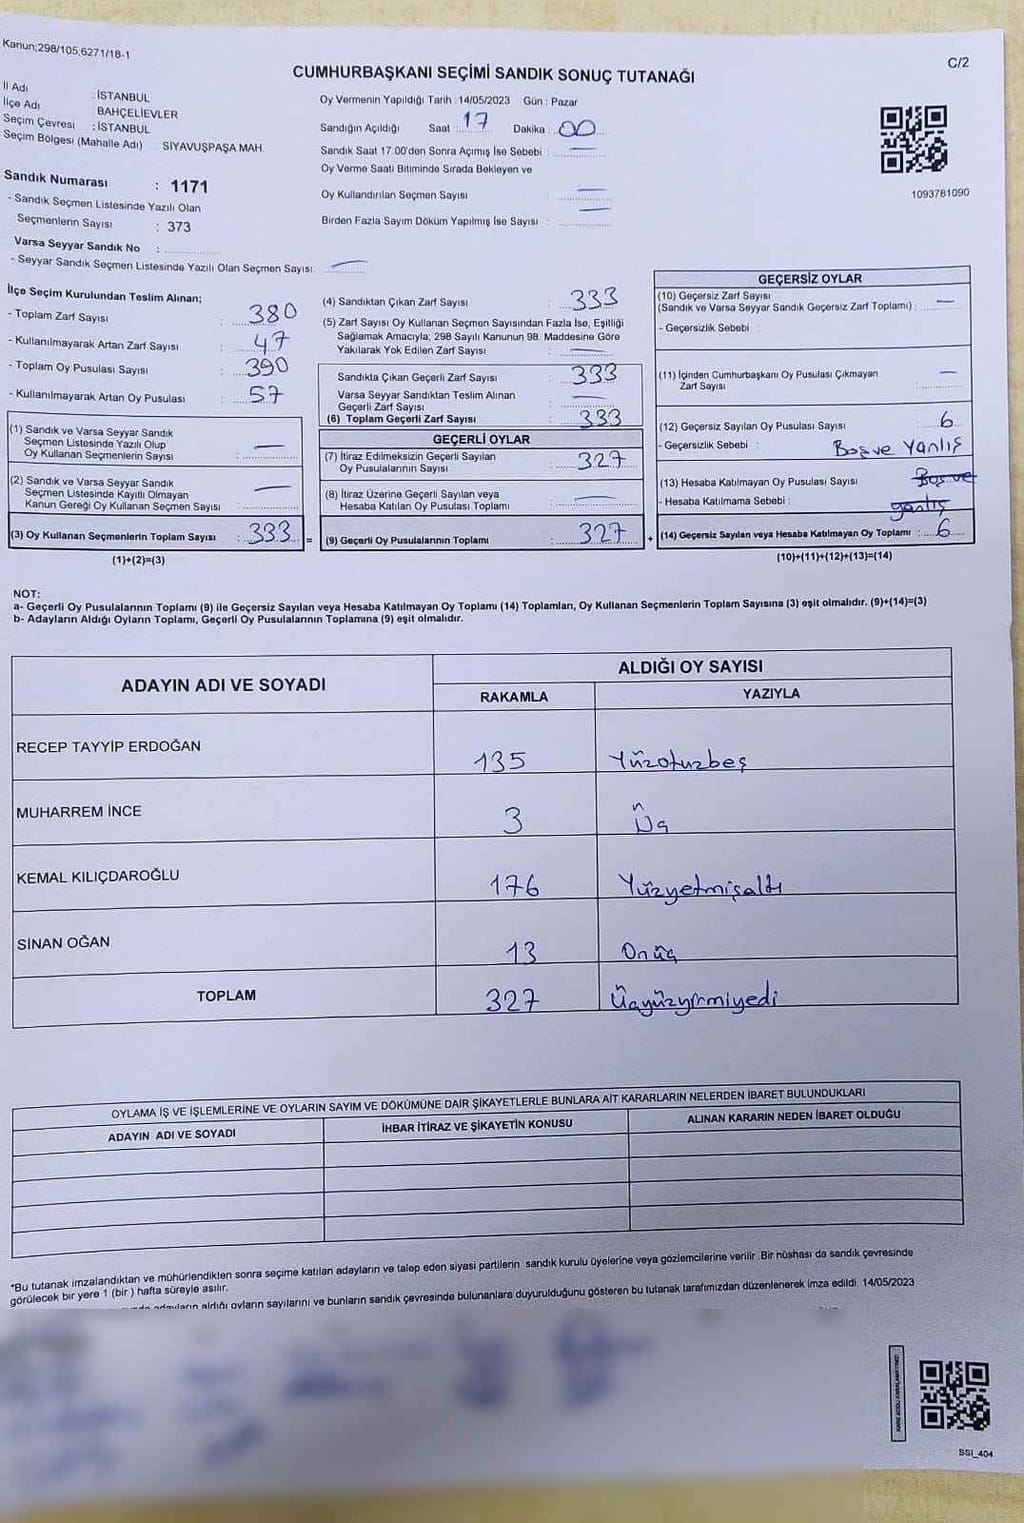 Kanun;298/105,6271/18-1
C/2
CUMHURBAŞKANI SEÇİMİ SANDIK SONUÇ TUTANAĞI
İl Adı : İSTANBUL
İlçe Adı : BAHÇELİEVLER
Seçim Çevresi : İSTANBUL
Seçim Bölgesi (Mahalle Adı) : SİYAVUŞPAŞA MAH.
Oy Vermenin Yapıldığı Tarih :14/05/2023 Gün : Pazar
Sandığın Açıldığı Saat : 17 Dakika : 00
Sandık Saat 17.00'den Sonra Açımış İse Sebebi : —
Oy Verme Saati Bitiminde Sırada Bekleyen ve
Oy Kullandırılan Seçmen Sayısı : —
Birden Fazla Sayım Döküm Yapılmış İse Sayısı : —
1093781090
Sandık Numarası : 1171
- Sandık Seçmen Listesinde Yazılı Olan
Seçmenlerin Sayısı : 373
Varsa Seyyar Sandık No :
- Seyyar Sandık Seçmen Listesinde Yazılı Olan Seçmen Sayısı: —
İlçe Seçim Kurulundan Teslim Alınan;
- Toplam Zarf Sayısı : 380
- Kullanılmayarak Artan Zarf Sayısı : 47
- Toplam Oy Pusulası Sayısı : 390
- Kullanılmayarak Artan Oy Pusulası : 57
(1) Sandık ve Varsa Seyyar Sandık
Seçmen Listesinde Yazılı Olup
Oy Kullanan Seçmenlerin Sayısı : —
(2) Sandık ve Varsa Seyyar Sandık
Seçmen Listesinde Kayıtlı Olmayan
Kanun Gereği Oy Kullanan Seçmen Sayısı : —
(3) Oy Kullanan Seçmenlerin Toplam Sayısı : 333 =
(1)+(2)=(3)
(4) Sandıktan Çıkan Zarf Sayısı : 333
(5) Zarf Sayısı Oy Kullanan Seçmen Sayısından Fazla İse, Eşitliği
Sağlamak Amacıyla; 298 Sayılı Kanunun 98. Maddesine Göre
Yakılarak Yok Edilen Zarf Sayısı : —
Sandıkta Çıkan Geçerli Zarf Sayısı : 333
Varsa Seyyar Sandıktan Teslim Alınan
Geçerli Zarf Sayısı : —
(6) Toplam Geçerli Zarf Sayısı : 333
GEÇERLİ OYLAR
(7) İtiraz Edilmeksizin Geçerli Sayılan
Oy Pusulalarının Sayısı : 327
(8) İtiraz Üzerine Geçerli Sayılan veya
Hesaba Katılan Oy Pusulası Toplamı : —
(9) Geçerli Oy Pusulalarının Toplamı : 327 +
GEÇERSİZ OYLAR
(10) Geçersiz Zarf Sayısı
(Sandık ve Varsa Seyyar Sandık Geçersiz Zarf Toplamı) : —
- Geçersizlik Sebebi :
(11) İçinden Cumhurbaşkanı Oy Pusulası Çıkmayan
Zarf Sayısı : —
(12) Geçersiz Sayılan Oy Pusulası Sayısı : 6
- Geçersizlik Sebebi : Boş ve Yanlış
(13) Hesaba Katılmayan Oy Pusulası Sayısı : Boş ve
- Hesaba Katılmama Sebebi : yanlış
(14) Geçersiz Sayılan veya Hesaba Katılmayan Oy Toplamı : 6
(10)+(11)+(12)+(13)=(14)
NOT:
a- Geçerli Oy Pusulalarının Toplamı (9) ile Geçersiz Sayılan veya Hesaba Katılmayan Oy Toplamı (14) Toplamları, Oy Kullanan Seçmenlerin Toplam Sayısına (3) eşit olmalıdır. (9)+(14)=(3)
b- Adayların Aldığı Oyların Toplamı, Geçerli Oy Pusulalarının Toplamına (9) eşit olmalıdır.
ADAYIN ADI VE SOYADI
ALDIĞI OY SAYISI
RAKAMLA YAZIYLA
RECEP TAYYİP ERDOĞAN 135 Yüzotuzbeş
MUHARREM İNCE 3 Üç
KEMAL KILIÇDAROĞLU 176 Yüzyetmişaltı
SİNAN OĞAN 13 Onüç
TOPLAM 327 Üçyüzyirmiyedi
OYLAMA İŞ VE İŞLEMLERİNE VE OYLARIN SAYIM VE DÖKÜMÜNE DAİR ŞİKAYETLERLE BUNLARA AİT KARARLARIN NELERDEN İBARET BULUNDUKLARI
ADAYIN ADI VE SOYADI İHBAR İTİRAZ VE ŞİKAYETİN KONUSU ALINAN KARARIN NEDEN İBARET OLDUĞU
*Bu tutanak imzalandıktan ve mühürlendikten sonra seçime katılan adayların ve talep eden siyasi partilerin sandık kurulu üyelerine veya gözlemcilerine verilir .Bir nüshası da sandık çevresinde
görülecek bir yere 1 (bir ) hafta süreyle asılır.
adayların aldığı oyların sayılarını ve bunların sandık çevresinde bulunanlara duyurulduğunu gösteren bu tutanak tarafımızdan düzenlenerek imza edildi. 14/05/2023
SSI_404